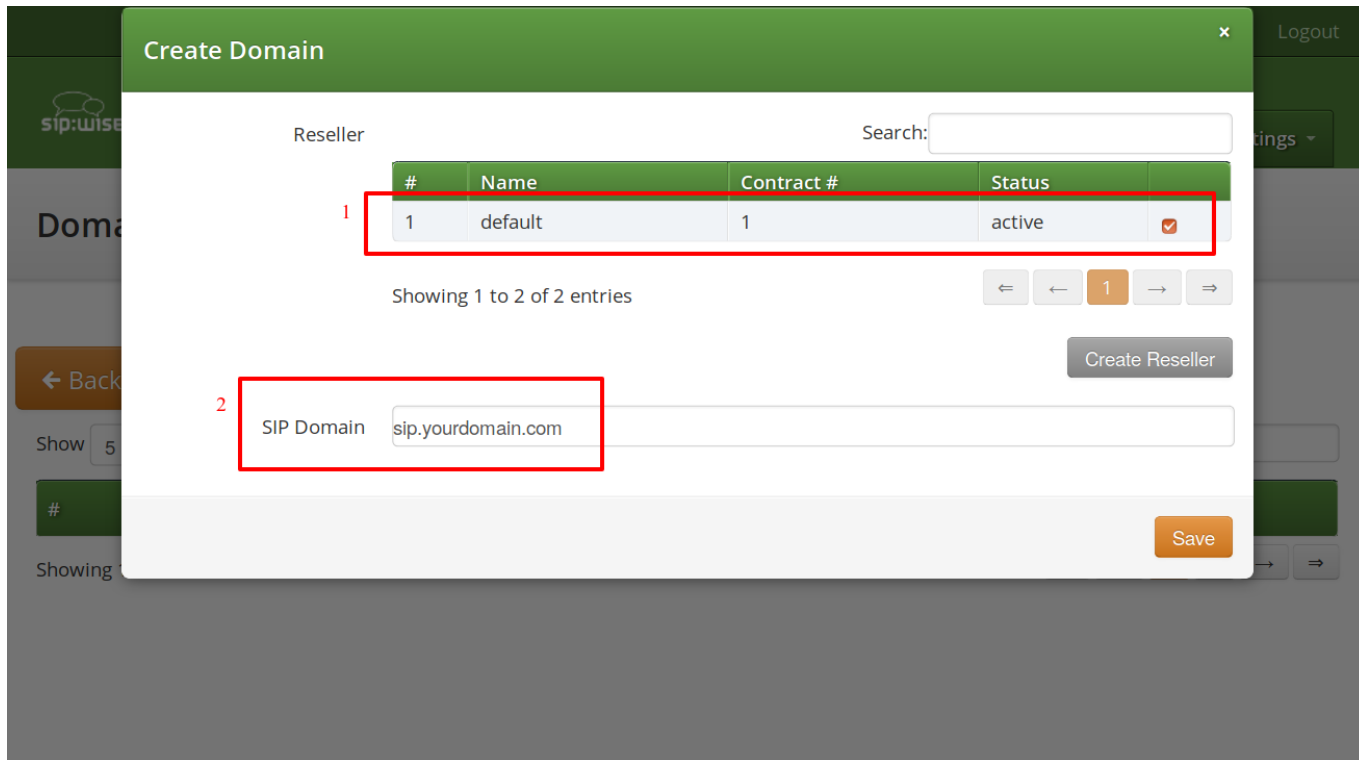 Create Domain
×
Logout
sip:wise
tings
Reseller
Search:
# Name Contract # Status
1
1 default 1 active
Doma
Showing 1 to 2 of 2 entries
⇐ ← 1 → ⇒
Create Reseller
← Back
2
SIP Domain sip.yourdomain.com
Show 5
#
Save
Showing
→ ⇒